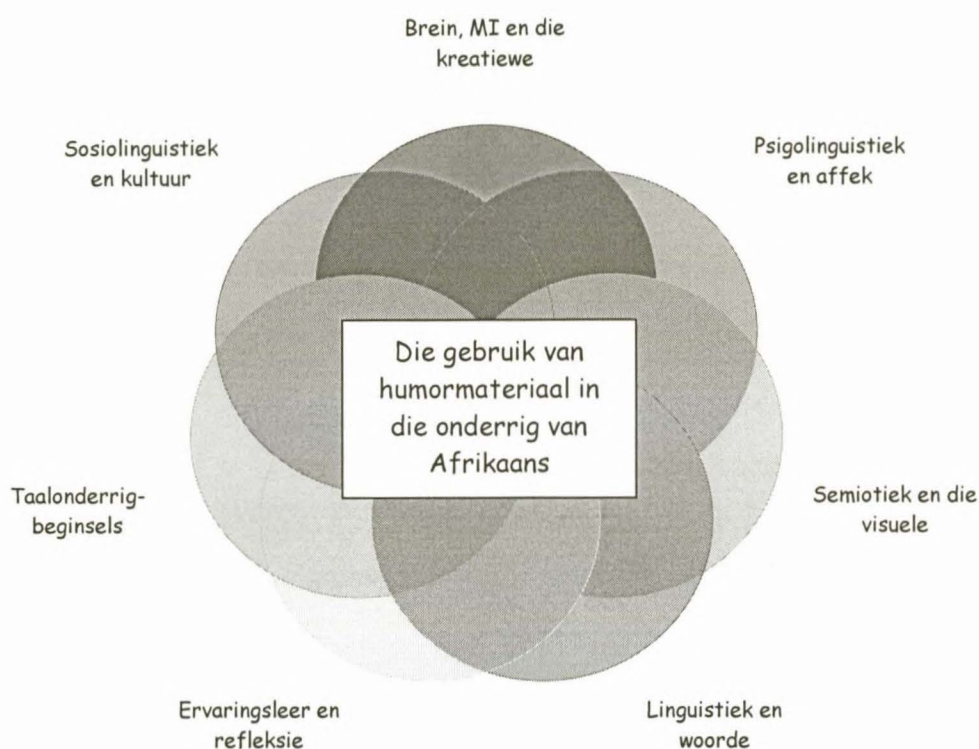 Brein, MI en die
kreatiewe
Sosiolinguistiek
en kultuur
Psigolinguistiek
en affek
Die gebruik van
humormateriaal in
die onderrig van
Afrikaans
Taalonderrig-
beginsels
Semiotiek en die
visuele
Ervaringsleer en
refleksie
Linguistiek en
woorde